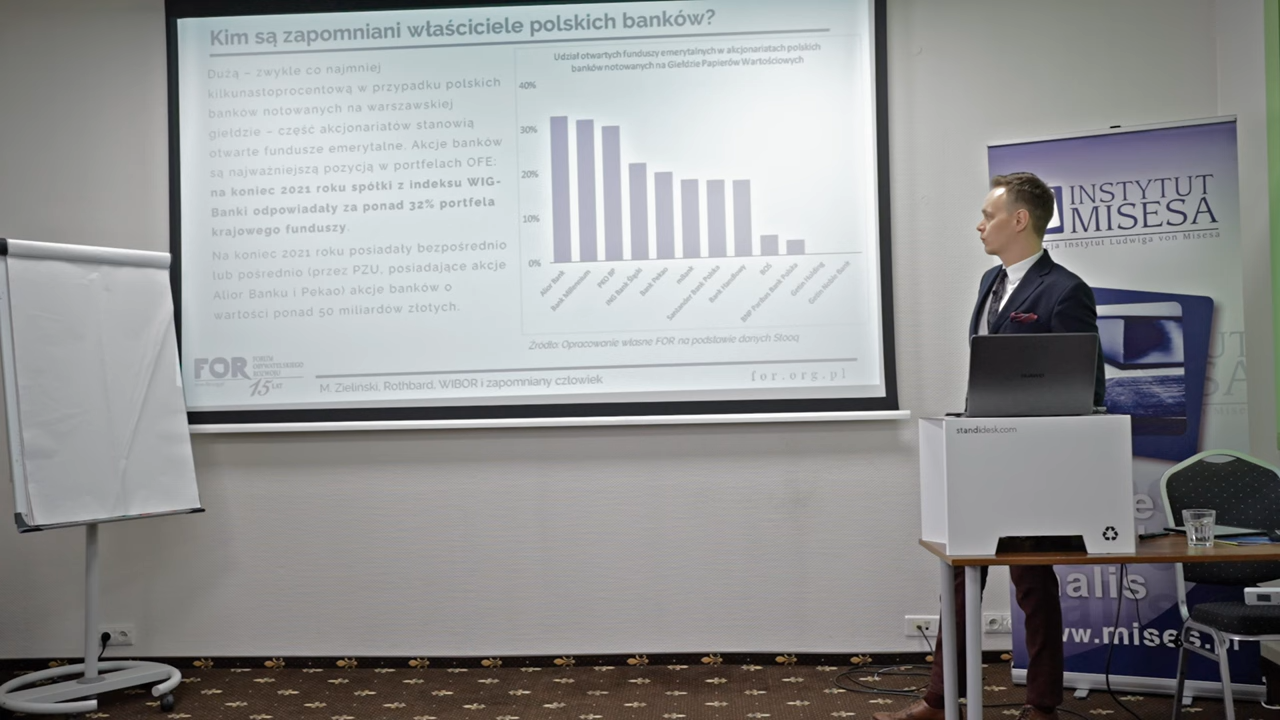 Kim są zapomniani właściciele polskich banków?
Dużą – zwykle co najmniej
kilkunastoprocentową w przypadku polskich
banków notowanych na warszawskiej
giełdzie – część akcjonariatów stanowią
otwarte fundusze emerytalne. Akcje banków
są najważniejszą pozycją w portfelach OFE:
na koniec 2021 roku spółki z indeksu WIG-
Banki odpowiadały za ponad 32% portfela
krajowego funduszy.
Na koniec 2021 roku posiadały bezpośrednio
lub pośrednio (przez PZU, posiadające akcje
Alior Banku i Pekao) akcje banków o
wartości ponad 50 miliardów złotych.
Udział otwartych funduszy emerytalnych w akcjonariatach polskich
banków notowanych na Giełdzie Papierów Wartościowych
40%
30%
20%
10%
0%
Alior Bank
Bank Millennium
PKO BP
ING Bank Śląski
Bank Pekao
mBank
Santander Bank Polska
Bank Handlowy
BOŚ
BNP Paribas Bank Polska
Getin Holding
Getin Noble Bank
Źródło: Opracowanie własne FOR na podstawie danych Stooq
FOR
FORUM
OBYWATELSKIEGO
ROZWOJU
15 lat
M. Zieliński, Rothbard, WIBOR i zapomniany człowiek
for.org.pl
INSTYTUT
MISESA
cja Instytut Ludwiga von Misesa
standidesk.com
alis
ww.mises.pl